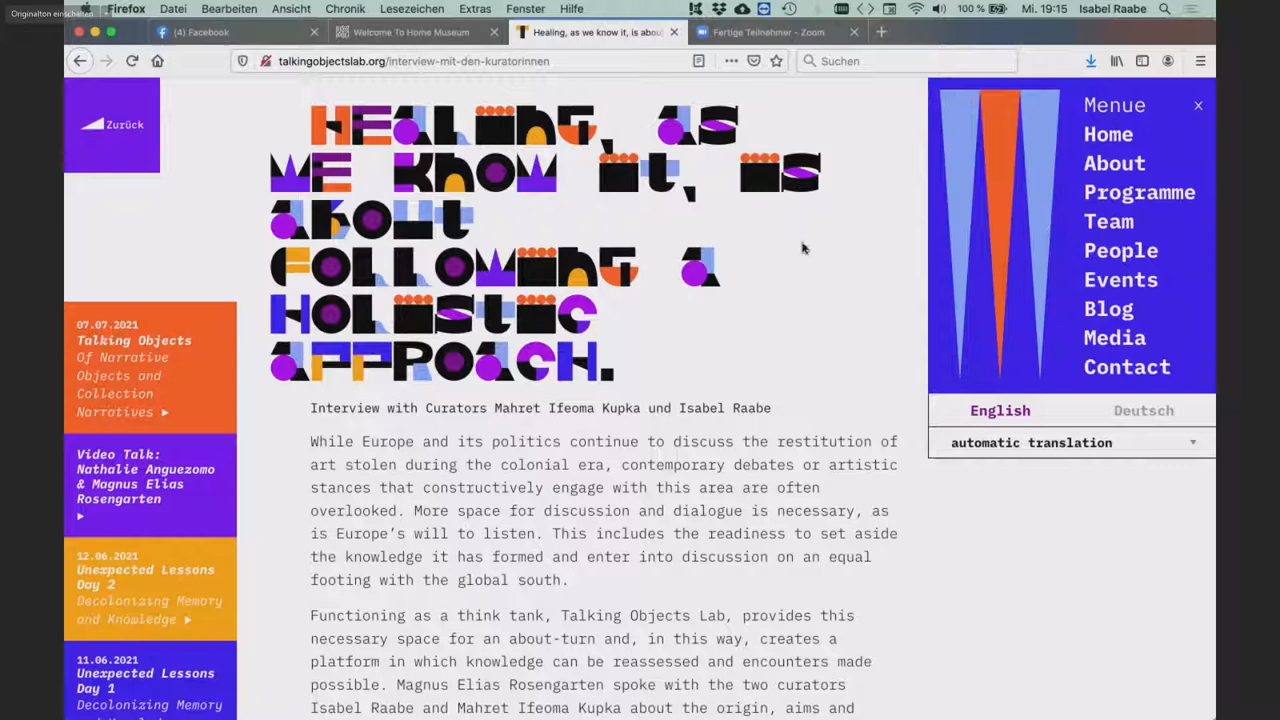 Originalton einschalten
Firefox Datei Bearbeiten Ansicht Chronik Lesezeichen Extras Fenster Hilfe 100 % Mi. 19:15 Isabel Raabe
(4) Facebook Welcome To Home Museum Healing, as we know it, is abou Fertige Teilnehmer - Zoom
talkingobjectslab.org/interview-mit-den-kuratorinnen Suchen
Zurück
HEALING, AS
WE KNOW IT, IS
ABOUT
FOLLOWING A
HOLISTIC
APPROACH.
Interview with Curators Mahret Ifeoma Kupka und Isabel Raabe
While Europe and its politics continue to discuss the restitution of
art stolen during the colonial era, contemporary debates or artistic
stances that constructively engage with this area are often
overlooked. More space for discussion and dialogue is necessary, as
is Europe's will to listen. This includes the readiness to set aside
the knowledge it has formed and enter into discussion on an equal
footing with the global south.
Functioning as a think tank, Talking Objects Lab, provides this
necessary space for an about-turn and, in this way, creates a
platform in which knowledge can be reassessed and encounters made
possible. Magnus Elias Rosengarten spoke with the two curators
Isabel Raabe and Mahret Ifeoma Kupka about the origin, aims and
07.07.2021
Talking Objects
Of Narrative
Objects and
Collection
Narratives
Video Talk:
Nathalie Anguezomo
& Magnus Elias
Rosengarten
12.06.2021
Unexpected Lessons
Day 2
Decolonizing Memory
and Knowledge
11.06.2021
Unexpected Lessons
Day 1
Decolonizing Memory
and Knowledge
Menue
Home
About
Programme
Team
People
Events
Blog
Media
Contact
English Deutsch
automatic translation